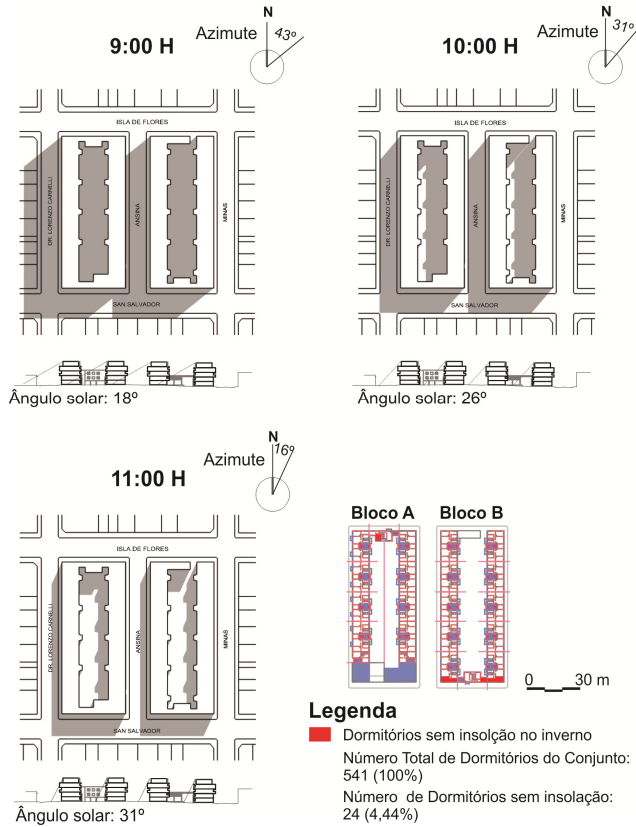 N
Azimute 43º
9:00 H
ISLA DE FLORES
DR. LORENZO CARNELLI
ANSINA
MINAS
SAN SALVADOR
Ângulo solar: 18º
N
Azimute 31º
10:00 H
ISLA DE FLORES
DR. LORENZO CARNELLI
ANSINA
MINAS
SAN SALVADOR
Ângulo solar: 26º
N
Azimute 16º
11:00 H
ISLA DE FLORES
DR. LORENZO CARNELLI
ANSINA
MINAS
SAN SALVADOR
Ângulo solar: 31º
Bloco A Bloco B
0 30 m
Legenda
Dormitórios sem insolção no inverno
Número Total de Dormitórios do Conjunto:
541 (100%)
Número de Dormitórios sem insolação:
24 (4,44%)